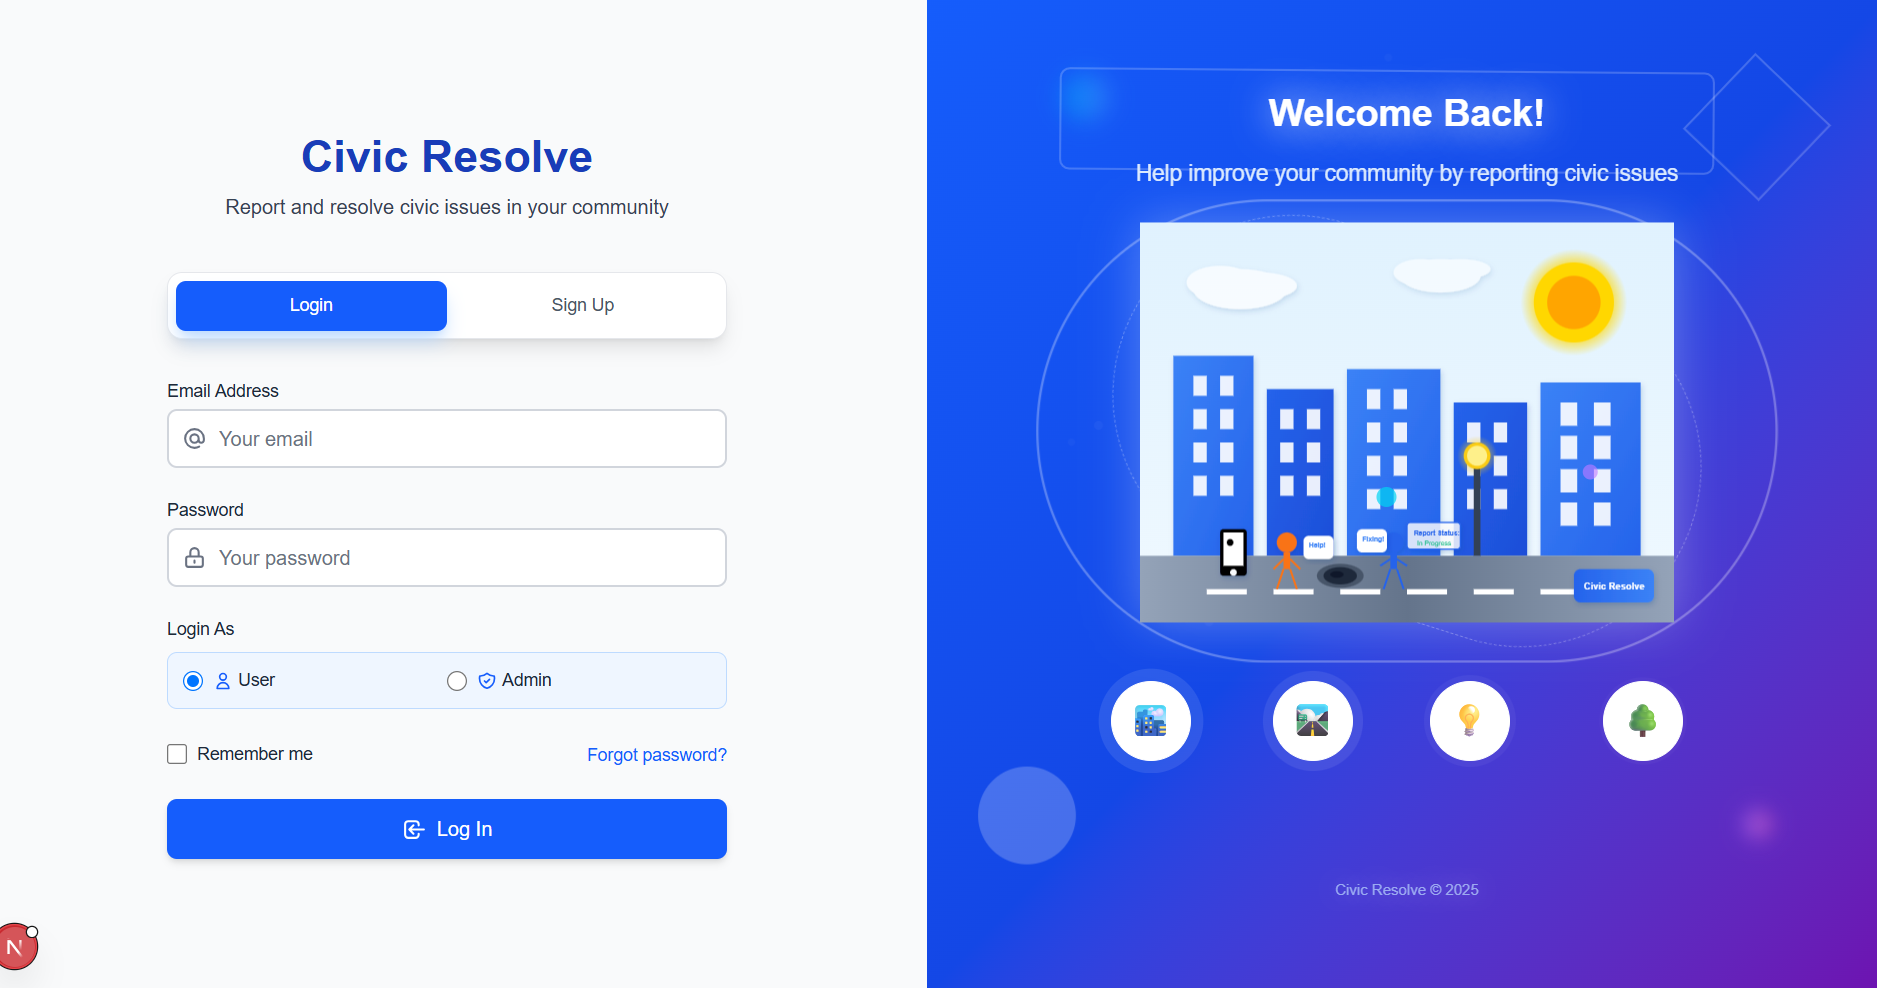 Civic Resolve
Report and resolve civic issues in your community
Login
Sign Up
Email Address
Your email
Password
Your password
Login As
User
Admin
Remember me
Forgot password?
Log In
N
Welcome Back!
Help improve your community by reporting civic issues
Help!
Fixing!
Report Status:
In Progress
Civic Resolve
Civic Resolve © 2025